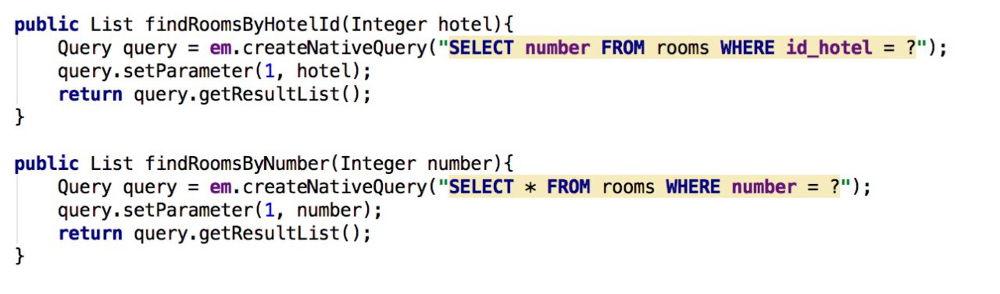 public List findRoomsByHotelId(Integer hotel){
    Query query = em.createNativeQuery("SELECT number FROM rooms WHERE id_hotel = ?");
    query.setParameter(1, hotel);
    return query.getResultList();
}

public List findRoomsByNumber(Integer number){
    Query query = em.createNativeQuery("SELECT * FROM rooms WHERE number = ?");
    query.setParameter(1, number);
    return query.getResultList();
}